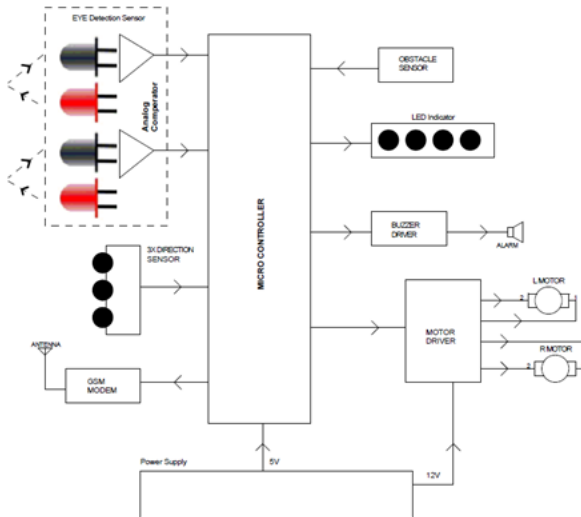 EYE Detection Sensor
Analog
Comperator
OBSTACLE
SENSOR
LED Indicator
MICRO CONTROLLER
BUZZER
DRIVER
ALARM
3X DIRECTION
SENSOR
L.MOTOR
2
MOTOR
DRIVER
R.MOTOR
2
ANTENNA
GSM
MODEM
Power Supply
5V
12V